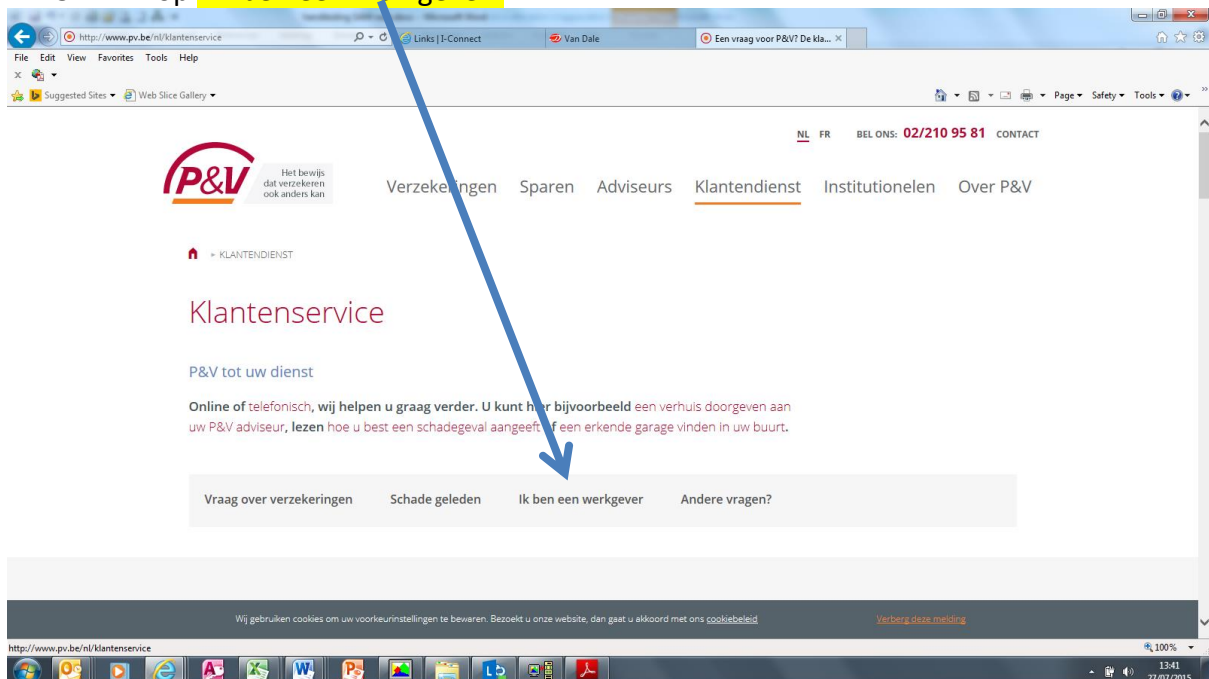 op
http://www.pv.be/nl/klantenservice
Links | I-Connect
Van Dale
Een vraag voor P&V? De kla...
File Edit View Favorites Tools Help
x
Suggested Sites Web Slice Gallery
Page Safety Tools
NL FR BEL ONS: 02/210 95 81 CONTACT
P&V
Het bewijs
dat verzekeren
ook anders kan
Verzekeringen Sparen Adviseurs Klantendienst Institutionelen Over P&V
KLANTENDIENST
Klantenservice
P&V tot uw dienst
Online of telefonisch, wij helpen u graag verder. U kunt hier bijvoorbeeld een verhuis doorgeven aan
uw P&V adviseur, lezen hoe u best een schadegeval aangeeft of een erkende garage vinden in uw buurt.
Vraag over verzekeringen Schade geleden Ik ben een werkgever Andere vragen?
Wij gebruiken cookies om uw voorkeurinstellingen te bewaren. Bezoekt u onze website, dan gaat u akkoord met ons cookiebeleid
Verberg deze melding
http://www.pv.be/nl/klantenservice
100%
13:41
27/07/2015